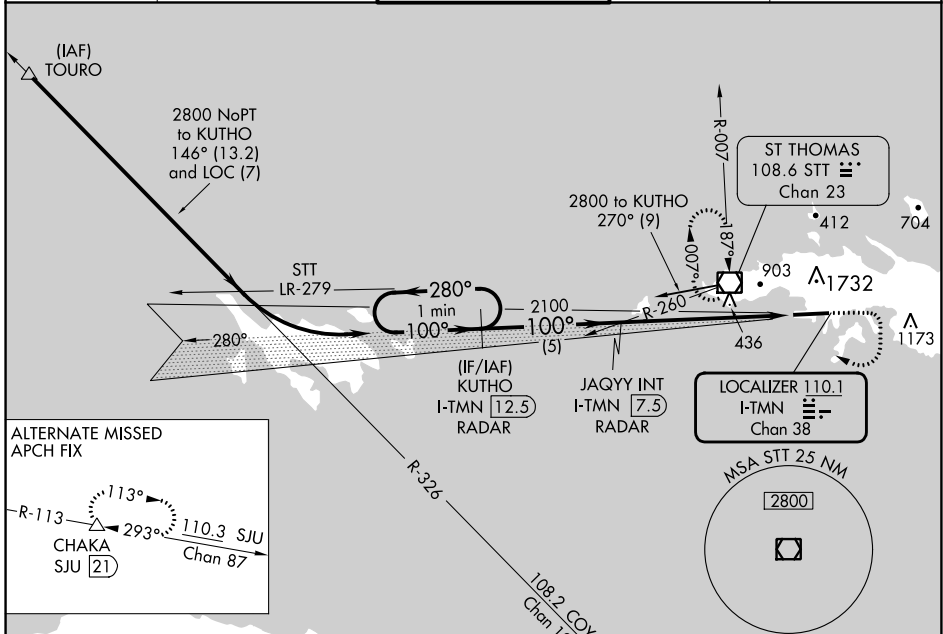 (IAF)
TOURO
2800 NoPT
to KUTHO
146° (13.2)
and LOC (7)
R-007
ST THOMAS
108.6 STT
Chan 23
2800 to KUTHO
270° (9)
412
704
187°
007°
903
1732
STT
LR-279
280°
1 min
100°
2100
100°
(5)
R-260
436
1173
280°
(IF/IAF)
KUTHO
I-TMN 12.5
RADAR
JAQYY INT
I-TMN 7.5
RADAR
LOCALIZER 110.1
I-TMN
Chan 38
ALTERNATE MISSED
APCH FIX
113°
R-113
293°
110.3 SJU
Chan 87
CHAKA
SJU 21
R-326
MSA STT 25 NM
2800
108.2 COY
Chan